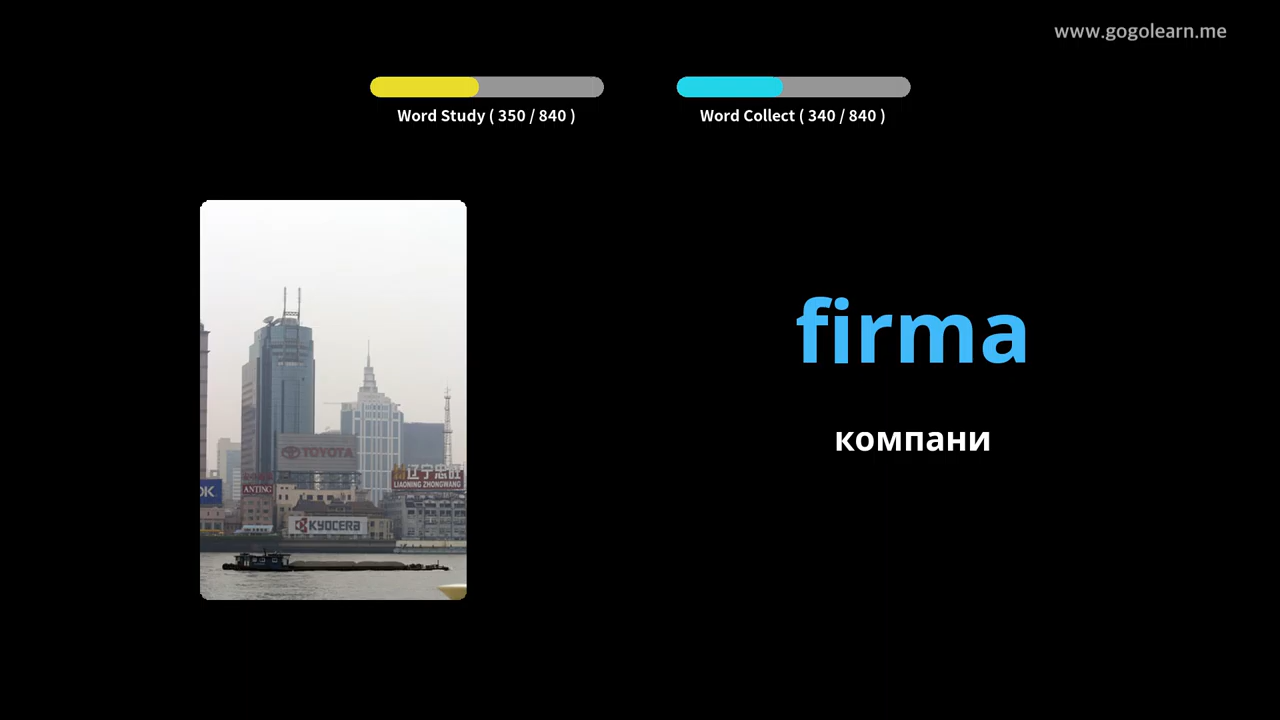 www.gogolearn.me
Word Study ( 350 / 840 )
Word Collect ( 340 / 840 )
firma
компани
TOYOTA
辽宁忠旺
LIAONING ZHONGWANG
ANTING
KYOCERA